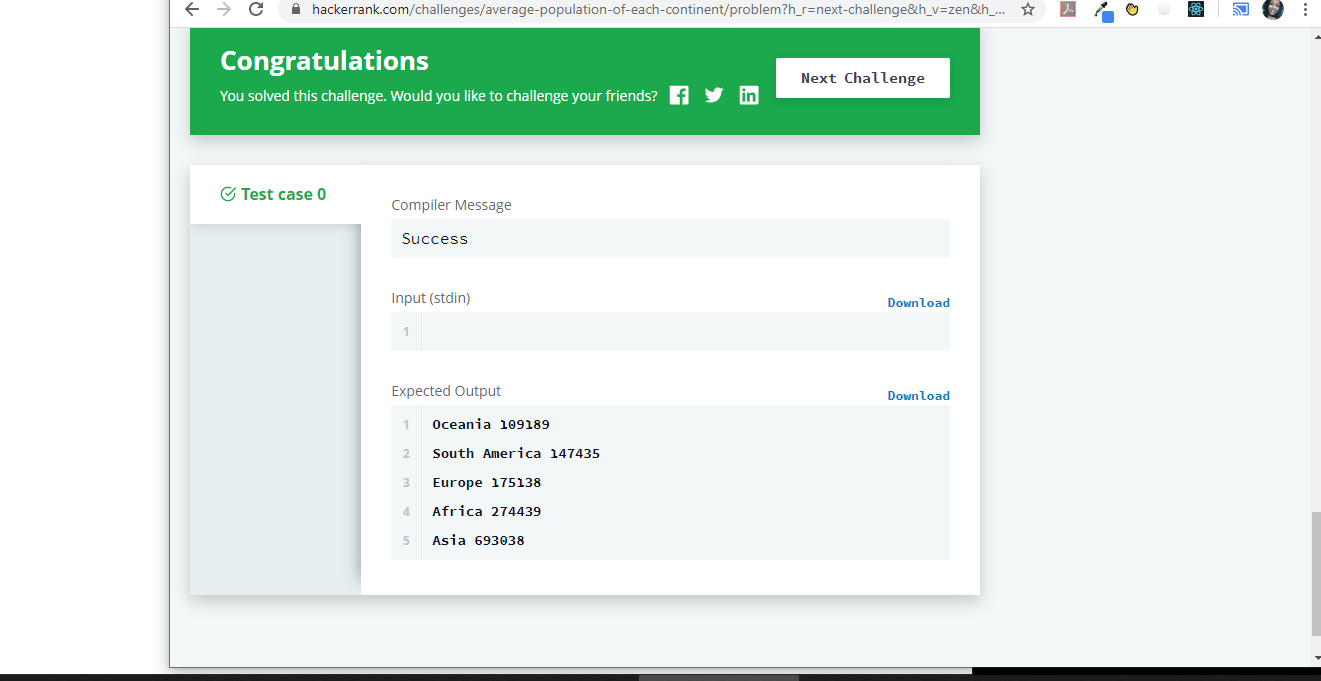 hackerrank.com/challenges/average-population-of-each-continent/problem?h_r=next-challenge&h_v=zen&h_...
Congratulations
You solved this challenge. Would you like to challenge your friends?
Next Challenge
Test case 0
Compiler Message
Success
Input (stdin)
Download
1
Expected Output
Download
1 Oceania 109189
2 South America 147435
3 Europe 175138
4 Africa 274439
5 Asia 693038